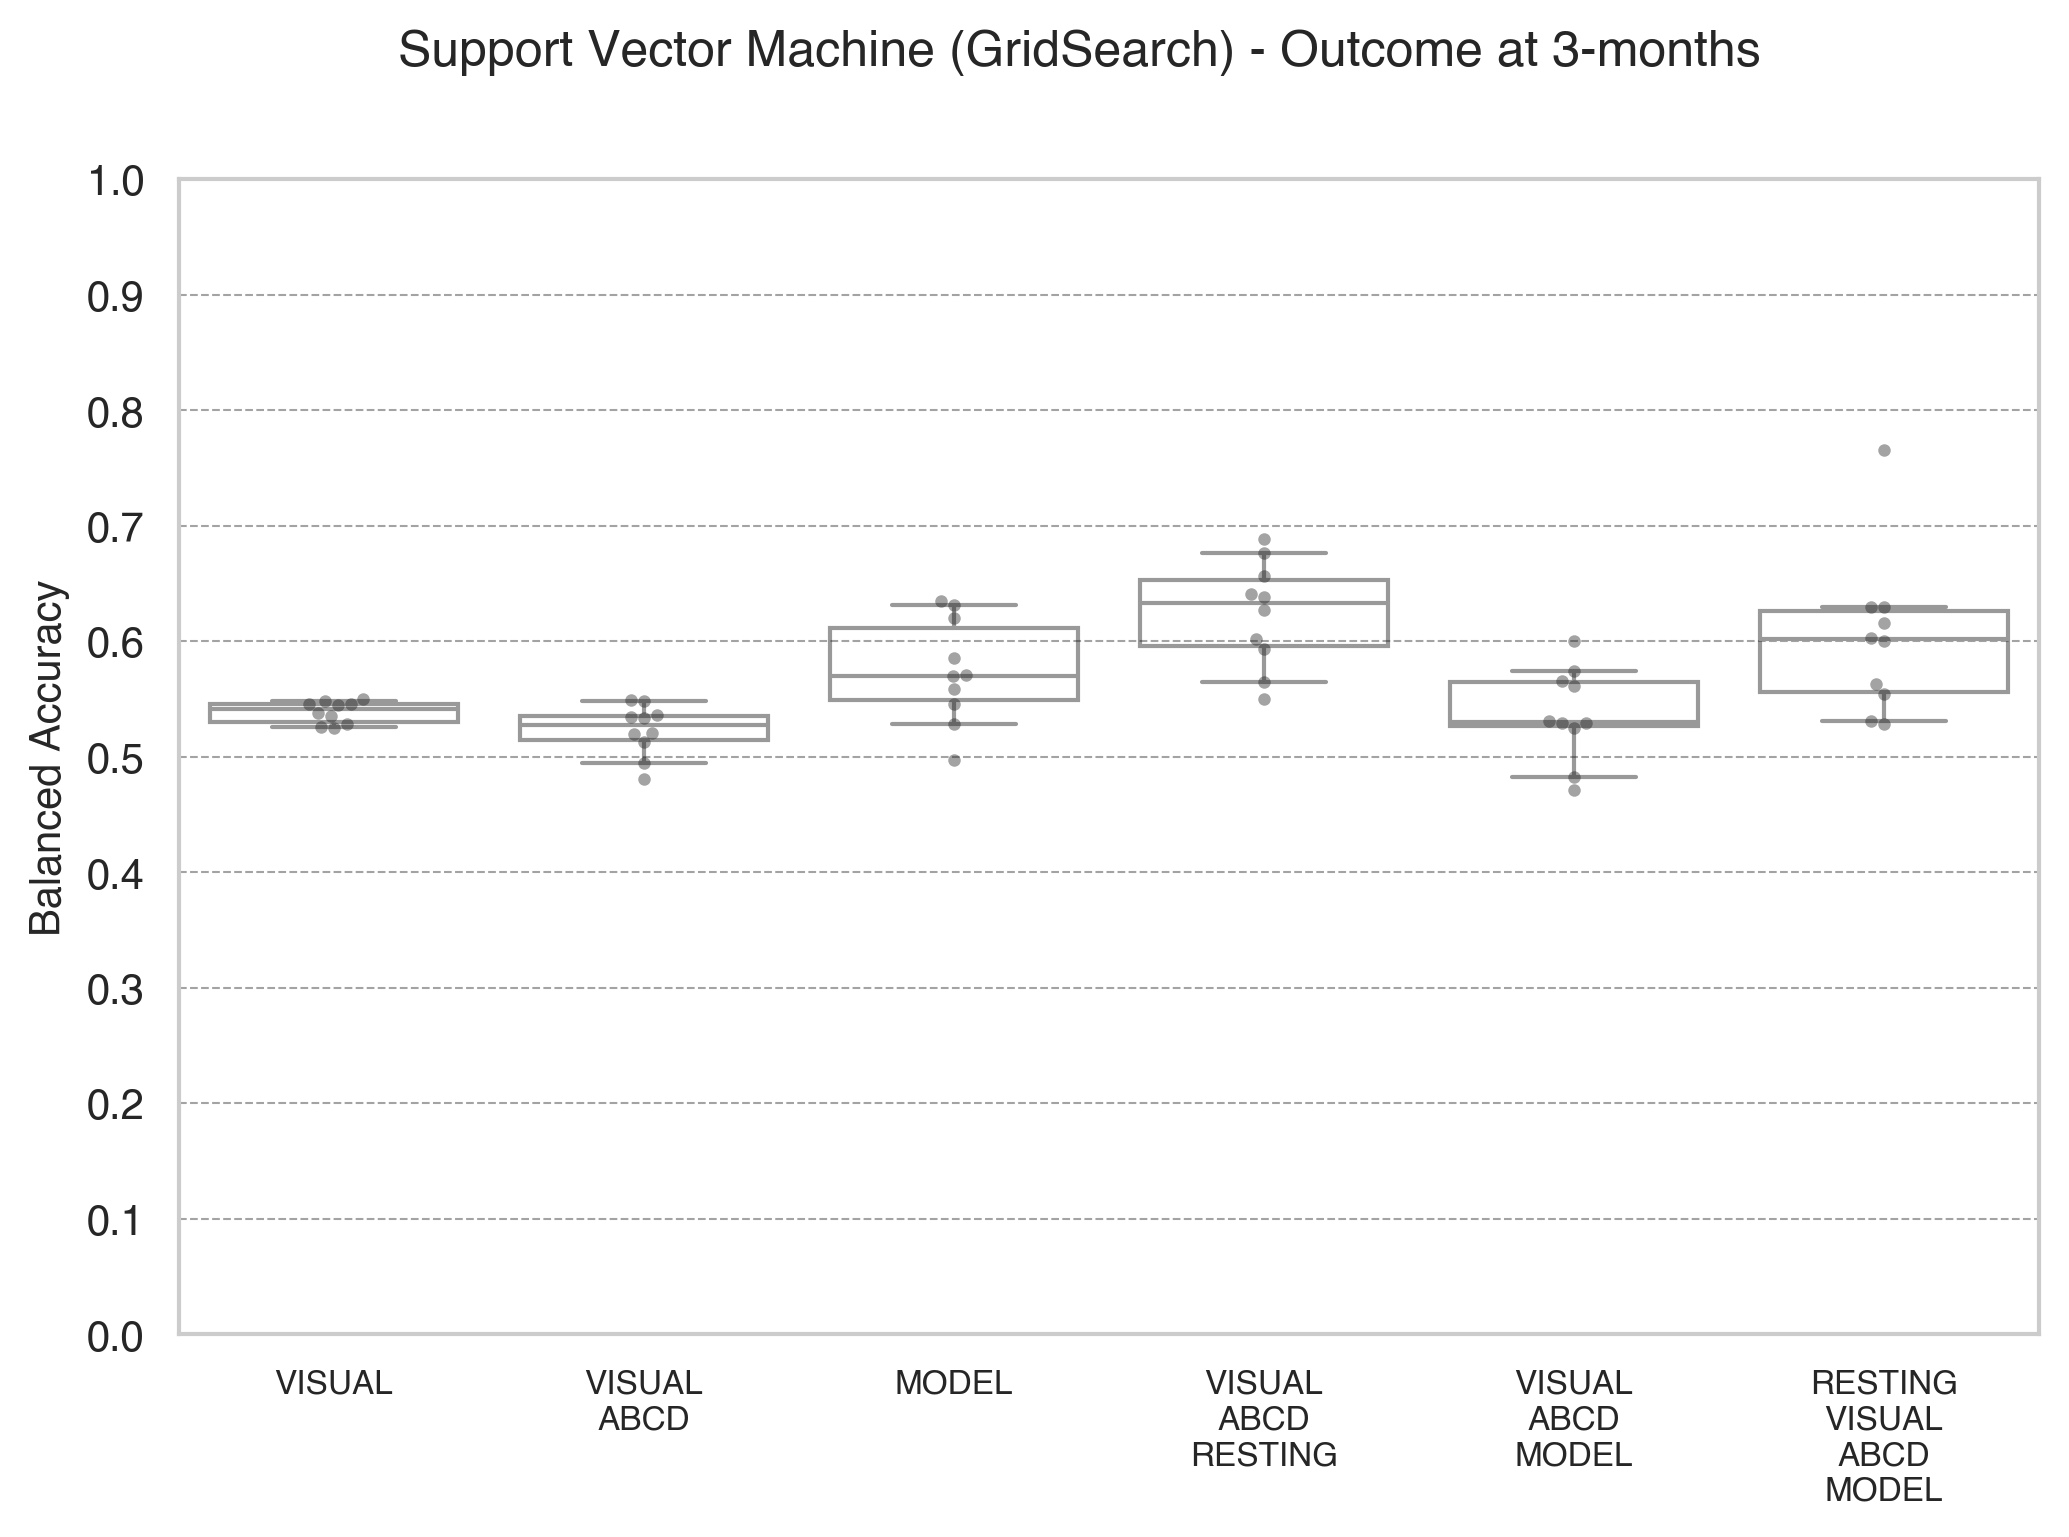 Support Vector Machine (GridSearch) - Outcome at 3-months
Balanced Accuracy
1.0
0.9
0.8
0.7
0.6
0.5
0.4
0.3
0.2
0.1
0.0
VISUAL
VISUAL
ABCD
MODEL
VISUAL
ABCD
RESTING
VISUAL
ABCD
MODEL
RESTING
VISUAL
ABCD
MODEL